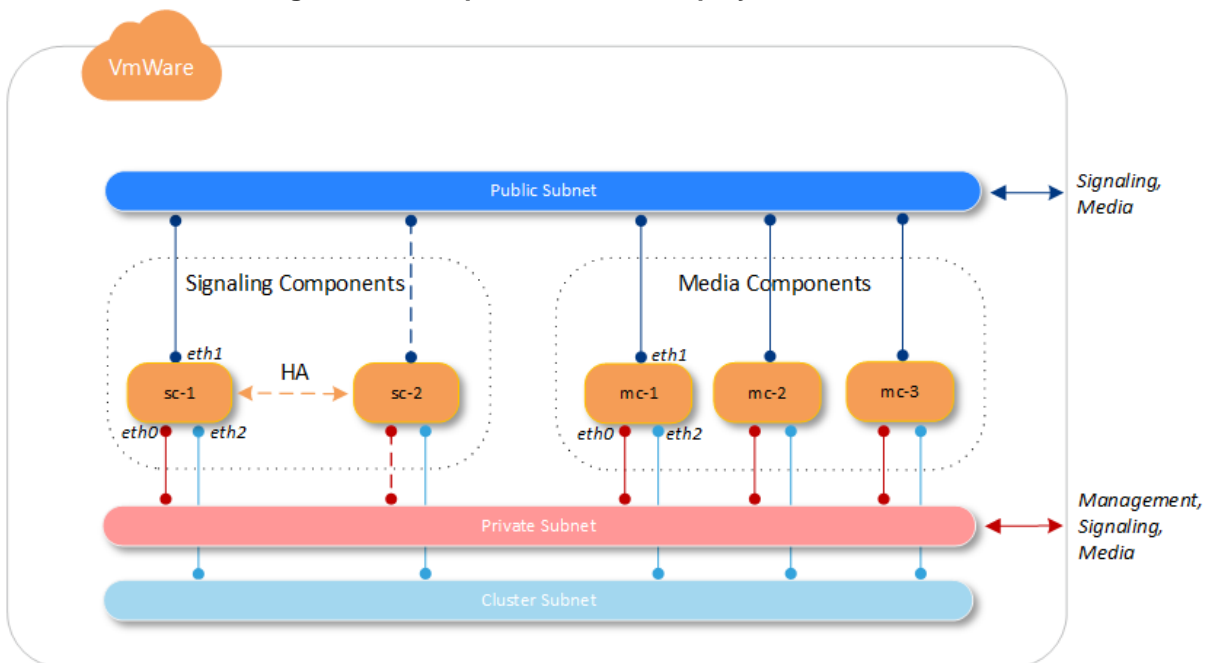 VmWare
Public Subnet
Signaling,
Media
Signaling Components
Media Components
eth1
eth1
HA
sc-1
sc-2
mc-1
mc-2
mc-3
eth0
eth2
eth0
eth2
Management,
Signaling,
Media
Private Subnet
Cluster Subnet